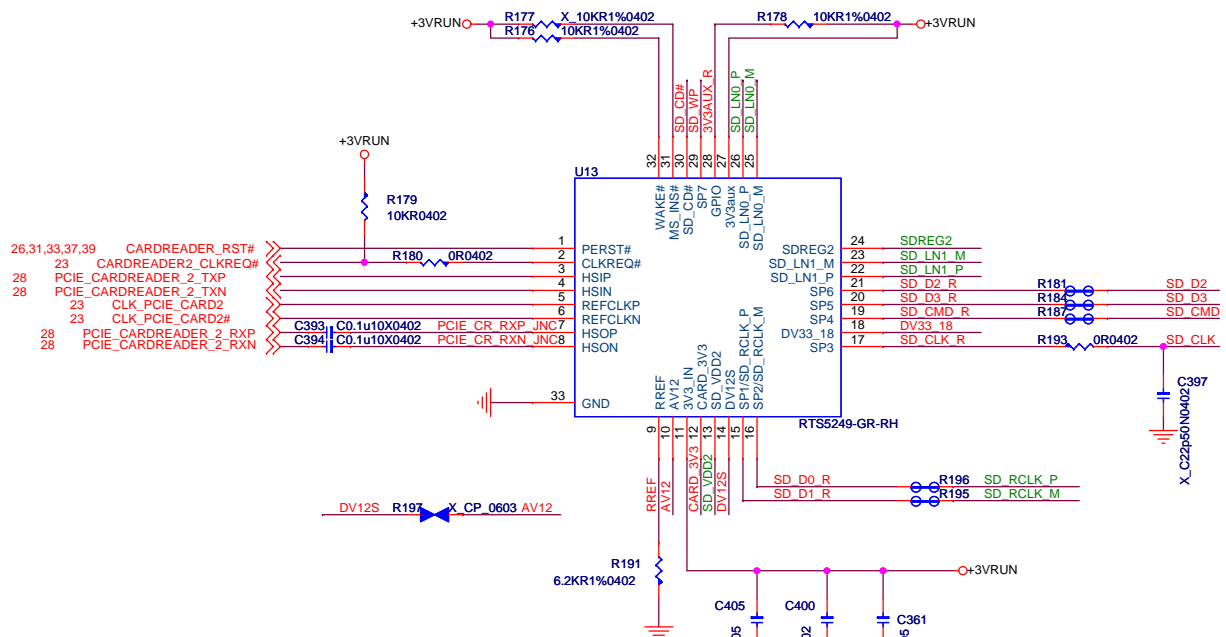 +3VRUN
R177
X_10KR1%0402
R176
10KR1%0402
R178
10KR1%0402
+3VRUN
SD_CD#
SD_WP
3V3AUX_R
SD_LN0_P
SD_LN0_M
32
31
30
29
28
27
26
25
+3VRUN
R179
10KR0402
U13
WAKE#
MS_INS#
SD_CD#
SP7
GPIO
3V3aux
SD_LN0_P
SD_LN0_M
26,31,33,37,39 CARDREADER_RST# 1 PERST#
23 CARDREADER2_CLKREQ# R180 0R0402 2 CLKREQ#
28 PCIE_CARDREADER_2_TXP 3 HSIP
28 PCIE_CARDREADER_2_TXN 4 HSIN
23 CLK_PCIE_CARD2 5 REFCLKP
23 CLK_PCIE_CARD2# 6 REFCLKN
28 PCIE_CARDREADER_2_RXP C393 C0.1u10X0402 PCIE_CR_RXP_JNC 7 HSOP
28 PCIE_CARDREADER_2_RXN C394 C0.1u10X0402 PCIE_CR_RXN_JNC 8 HSON
33 GND
SDREG2 24 SDREG2
SD_LN1_M 23 SD_LN1_M
SD_LN1_P 22 SD_LN1_P
SP6 21 SD_D2_R R181 SD_D2
SP5 20 SD_D3_R R184 SD_D3
SP4 19 SD_CMD_R R187 SD_CMD
DV33_18 18 DV33_18
SP3 17 SD_CLK_R R193 0R0402 SD_CLK
C397
X_C22p50N0402
RREF
AV12
3V3_IN
CARD_3V3
SD_VDD2
DV12S
SP1/SD_RCLK_P
SP2/SD_RCLK_M
RTS5249-GR-RH
9
10
11
12
13
14
15
16
RREF
AV12
CARD_3V3
SD_VDD2
DV12S
SD_D0_R R196 SD_RCLK_P
SD_D1_R R195 SD_RCLK_M
DV12S R197 X_CP_0603 AV12
R191
6.2KR1%0402
+3VRUN
C405
C400
C361